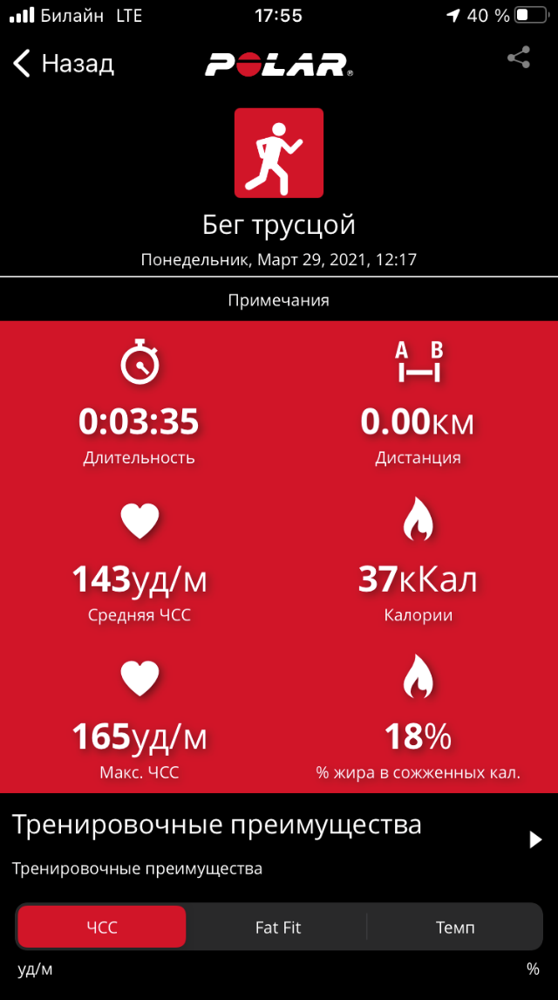 Билайн LTE 17:55 40 %
Назад POLAR®
Бег трусцой
Понедельник, Март 29, 2021, 12:17
Примечания
A B
0:03:35 0.00км
Длительность Дистанция
143уд/м 37кКал
Средняя ЧСС Калории
165уд/м 18%
Макс. ЧСС % жира в сожженных кал.
Тренировочные преимущества
Тренировочные преимущества
ЧСС Fat Fit Темп
уд/м %